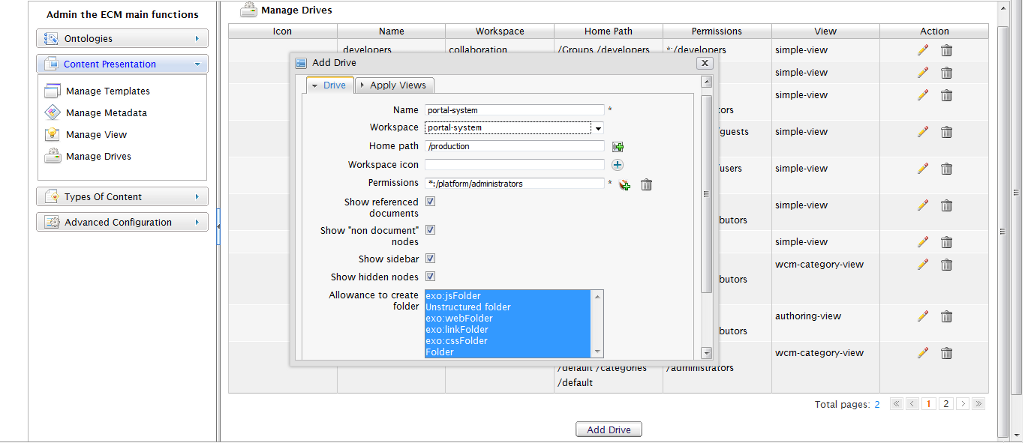 Admin the ECM main functions
Ontologies
Content Presentation
Manage Templates
Manage Metadata
Manage View
Manage Drives
Types Of Content
Advanced Configuration
Manage Drives
Icon Name Workspace Home Path Permissions View Action
developers collaboration /Groups /developers *:/developers simple-view
simple-view
simple-view
/guests simple-view
/users simple-view
simple-view
butors
simple-view
wcm-category-view
butors
authoring-view
butors
wcm-category-view
/default /categories /administrators
/default
Total pages: 2 1 2
Add Drive
Add Drive
Drive Apply Views
Name portal-system *
Workspace portal-system
Home path /production
Workspace icon
Permissions *:/platform/administrators *
Show referenced
documents
Show "non document"
nodes
Show sidebar
Show hidden nodes
Allowance to create
folder
exo:jsFolder
Unstructured folder
exo:webFolder
exo:linkFolder
exo:cssFolder
Folder